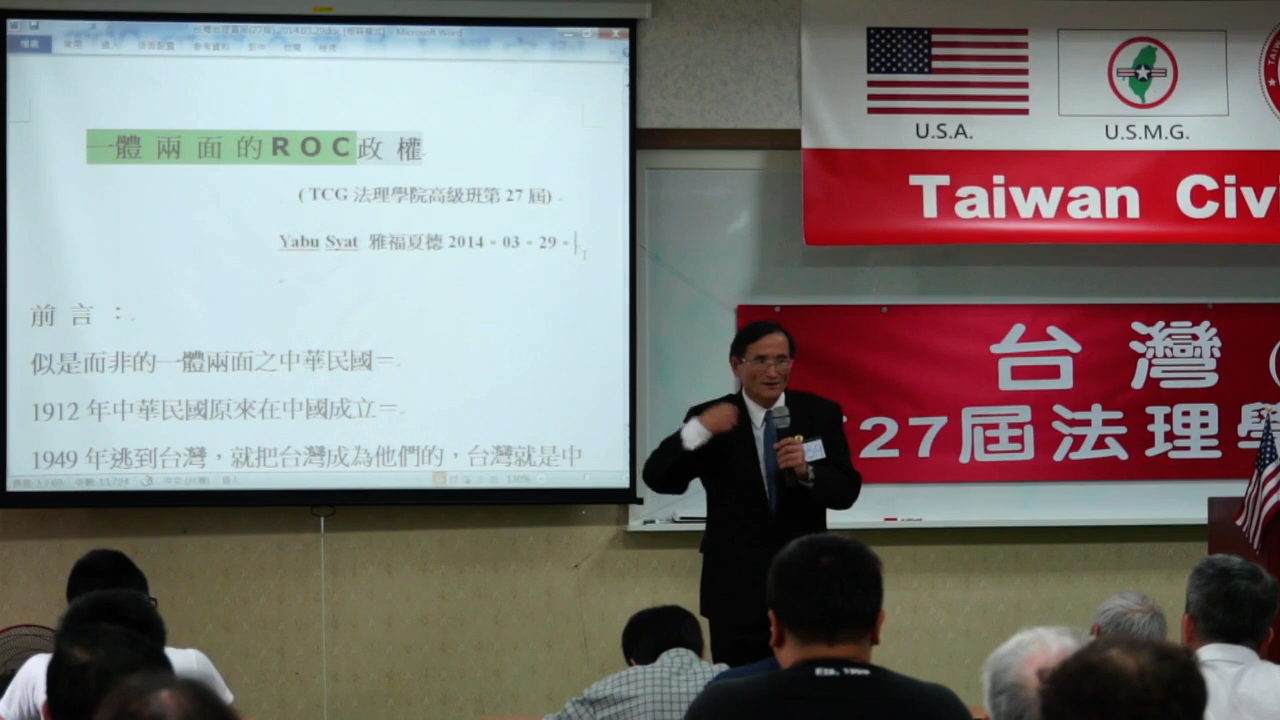 Microsoft Word
一體兩面的ROC政權
(TCG 法理學院高級班第 27 屆)
Yabu Syat 雅福夏德 2014。03。29。
前言：
似是而非的一體兩面之中華民國＝
1912 年中華民國原來在中國成立＝
1949 年逃到台灣，就把台灣成為他們的，台灣就是中
U.S.A.
U.S.M.G.
Taiwan Civi
台灣
27屆法理學